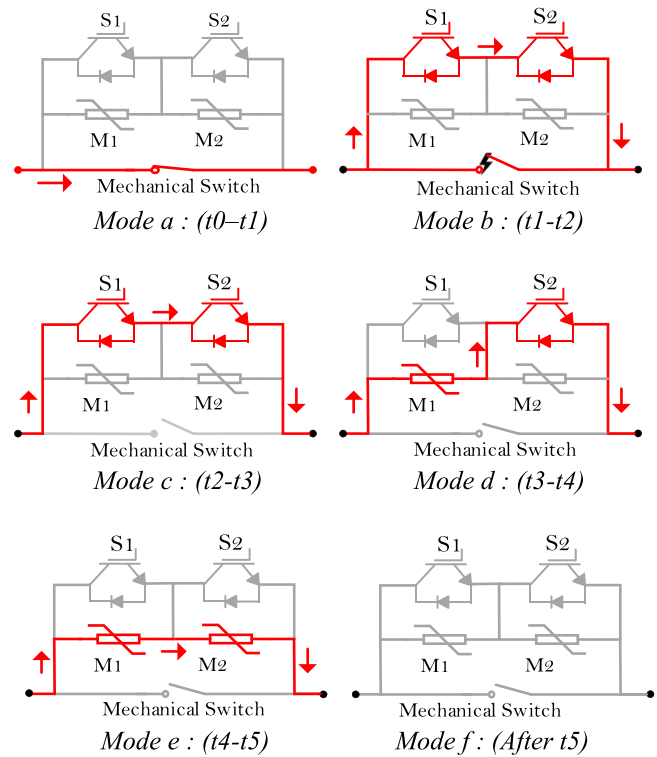 S1 S2
M1 M2
Mechanical Switch
Mode a : (t0–t1)
S1 S2
M1 M2
Mechanical Switch
Mode b : (t1-t2)
S1 S2
M1 M2
Mechanical Switch
Mode c : (t2-t3)
S1 S2
M1 M2
Mechanical Switch
Mode d : (t3-t4)
S1 S2
M1 M2
Mechanical Switch
Mode e : (t4-t5)
S1 S2
M1 M2
Mechanical Switch
Mode f : (After t5)